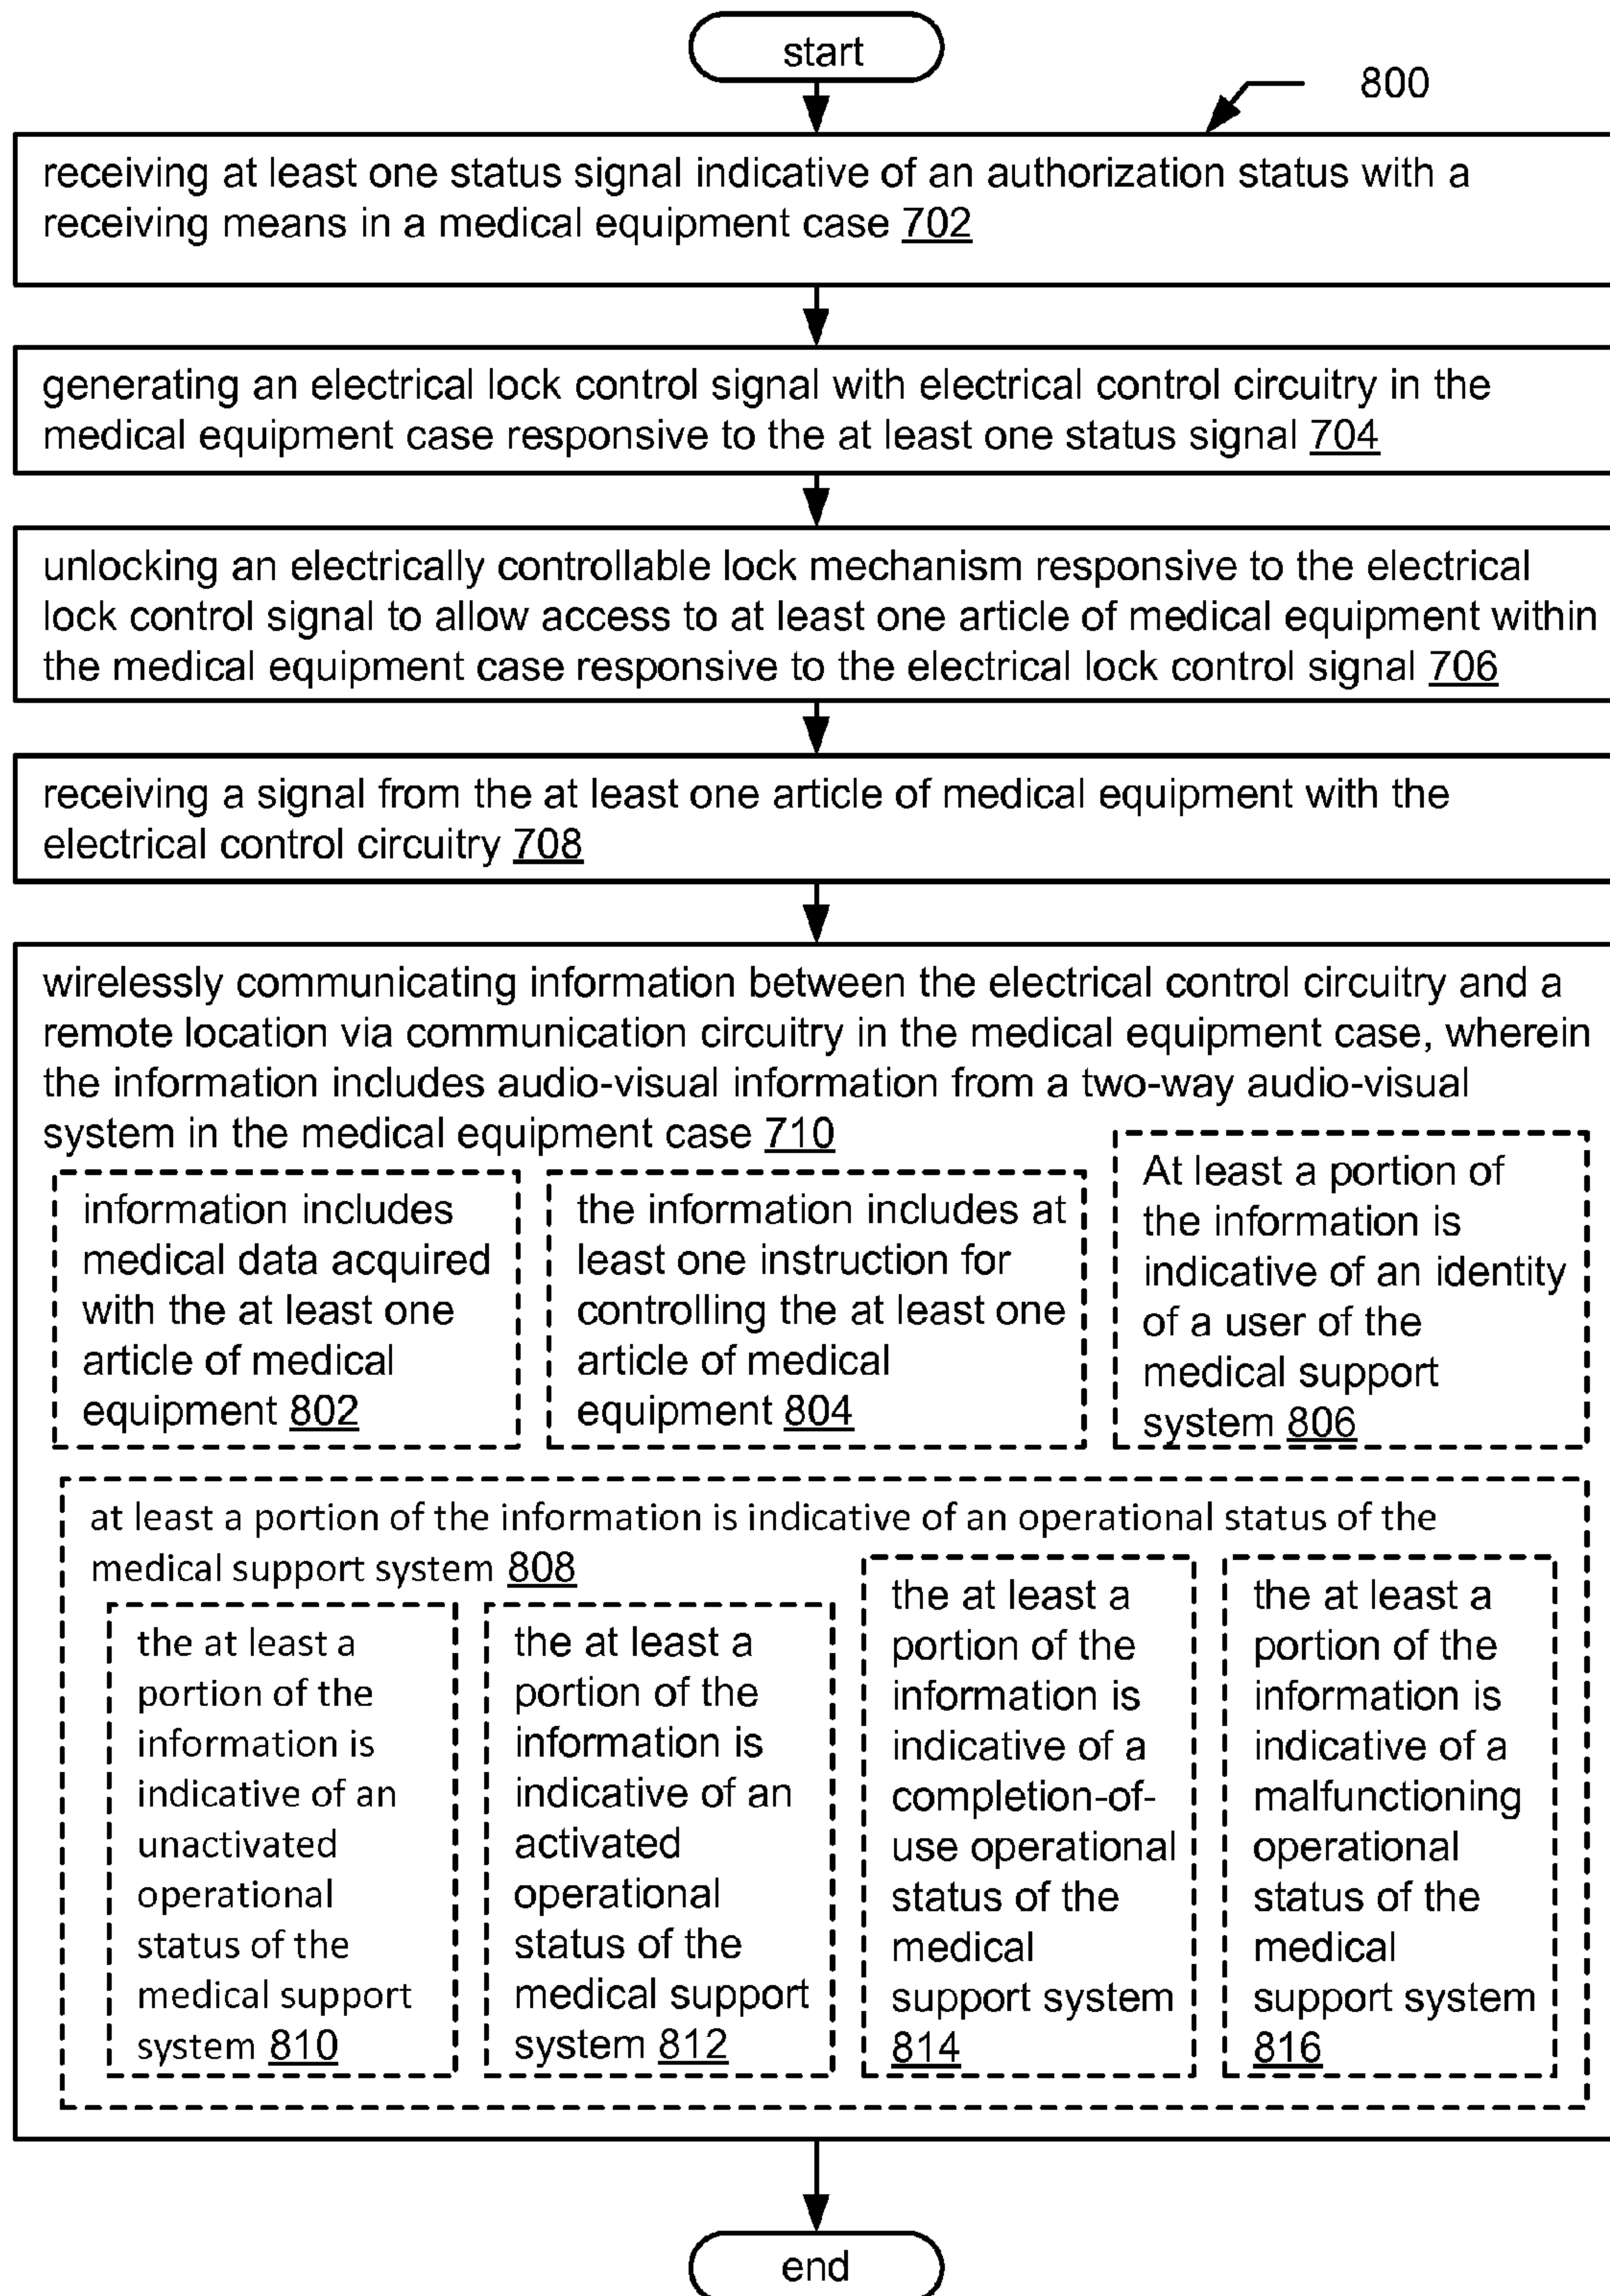 start
800
receiving at least one status signal indicative of an authorization status with a
receiving means in a medical equipment case 702
generating an electrical lock control signal with electrical control circuitry in the
medical equipment case responsive to the at least one status signal 704
unlocking an electrically controllable lock mechanism responsive to the electrical
lock control signal to allow access to at least one article of medical equipment within
the medical equipment case responsive to the electrical lock control signal 706
receiving a signal from the at least one article of medical equipment with the
electrical control circuitry 708
wirelessly communicating information between the electrical control circuitry and a
remote location via communication circuitry in the medical equipment case, wherein
the information includes audio-visual information from a two-way audio-visual
system in the medical equipment case 710
information includes
medical data acquired
with the at least one
article of medical
equipment 802
the information includes at
least one instruction for
controlling the at least one
article of medical
equipment 804
At least a portion of
the information is
indicative of an identity
of a user of the
medical support
system 806
at least a portion of the information is indicative of an operational status of the
medical support system 808
the at least a
portion of the
information is
indicative of an
unactivated
operational
status of the
medical support
system 810
the at least a
portion of the
information is
indicative of an
activated
operational
status of the
medical support
system 812
the at least a
portion of the
information is
indicative of a
completion-of-
use operational
status of the
medical
support system
814
the at least a
portion of the
information is
indicative of a
malfunctioning
operational
status of the
medical
support system
816
end